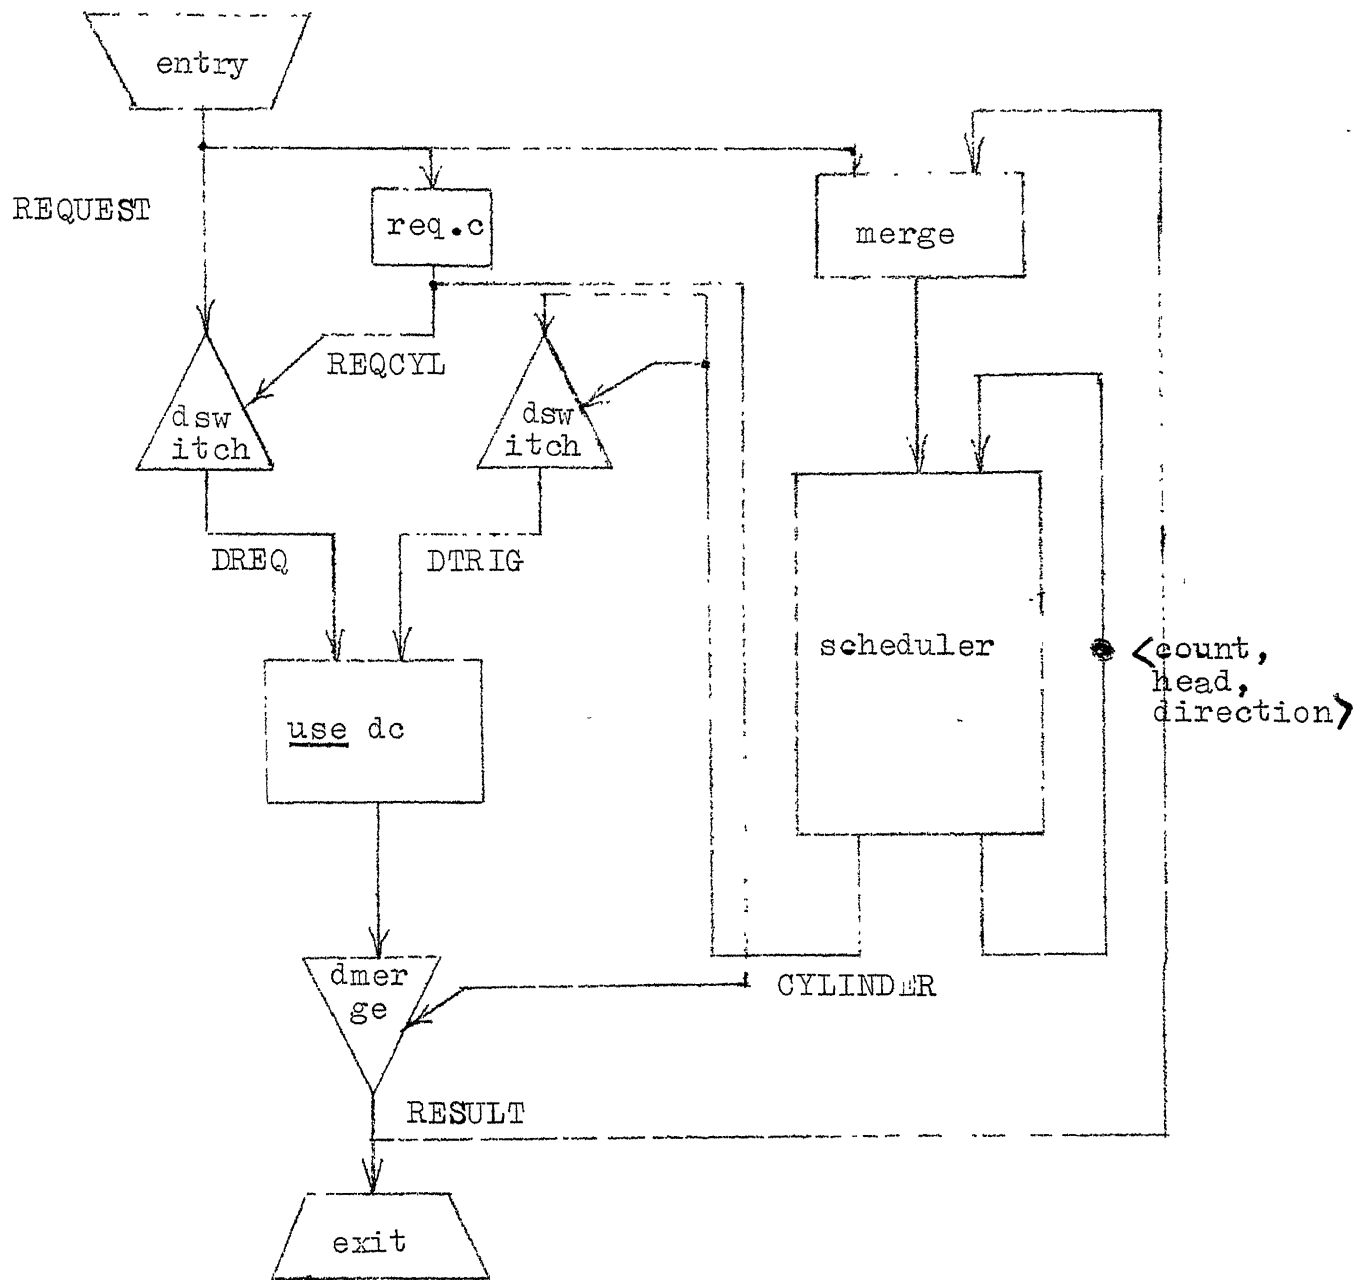 entry
REQUEST
req.c
merge
REQCYL
dsw
itch
dsw
itch
DREQ
DTRIG
scheduler
<count,
head,
direction>
use dc
dmer
ge
CYLINDER
RESULT
exit